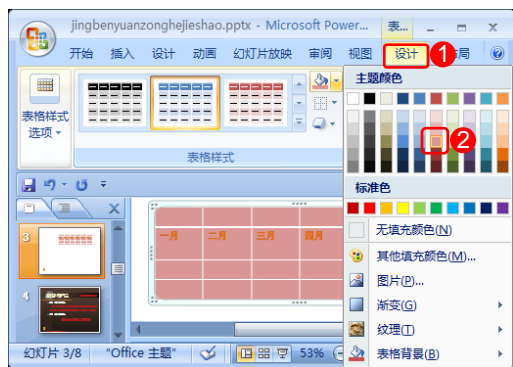 jingbenyuanzonghejieshao.pptx - Microsoft Pow... 表...
开始 插入 设计 动画 幻灯片放映 审阅 视图 设计 1 局
表格样式
选项
表格样式
主题颜色
2
标准色
无填充颜色(N)
其他填充颜色(M)...
图片(P)...
渐变(G)
纹理(T)
表格背景(B)
3
4
一月 二月 三月 四月
幻灯片 3/8 "Office 主题" 53%